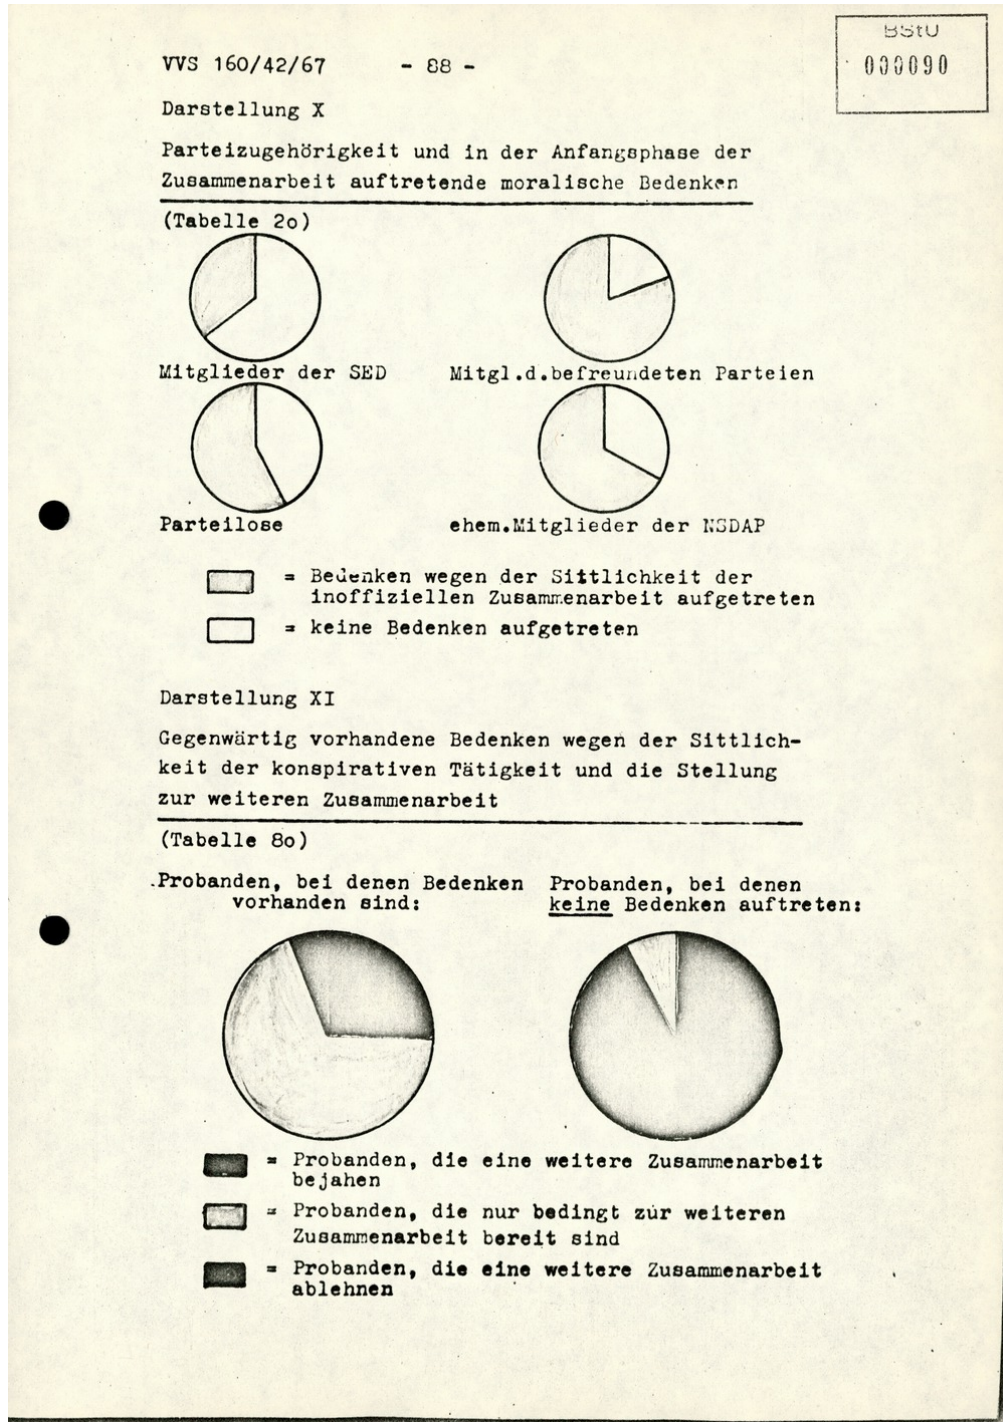 BStU
000090
VVS 160/42/67 - 88 -
Darstellung X
Parteizugehörigkeit und in der Anfangsphase der
Zusammenarbeit auftretende moralische Bedenken
(Tabelle 2o)
Mitglieder der SED
Mitgl.d.befreundeten Parteien
Parteilose
ehem.Mitglieder der NSDAP
= Bedenken wegen der Sittlichkeit der
inoffiziellen Zusammenarbeit aufgetreten
= keine Bedenken aufgetreten
Darstellung XI
Gegenwärtig vorhandene Bedenken wegen der Sittlich-
keit der konspirativen Tätigkeit und die Stellung
zur weiteren Zusammenarbeit
(Tabelle 8o)
Probanden, bei denen Bedenken
vorhanden sind:
Probanden, bei denen
keine Bedenken auftreten:
= Probanden, die eine weitere Zusammenarbeit
bejahen
= Probanden, die nur bedingt zur weiteren
Zusammenarbeit bereit sind
= Probanden, die eine weitere Zusammenarbeit
ablehnen